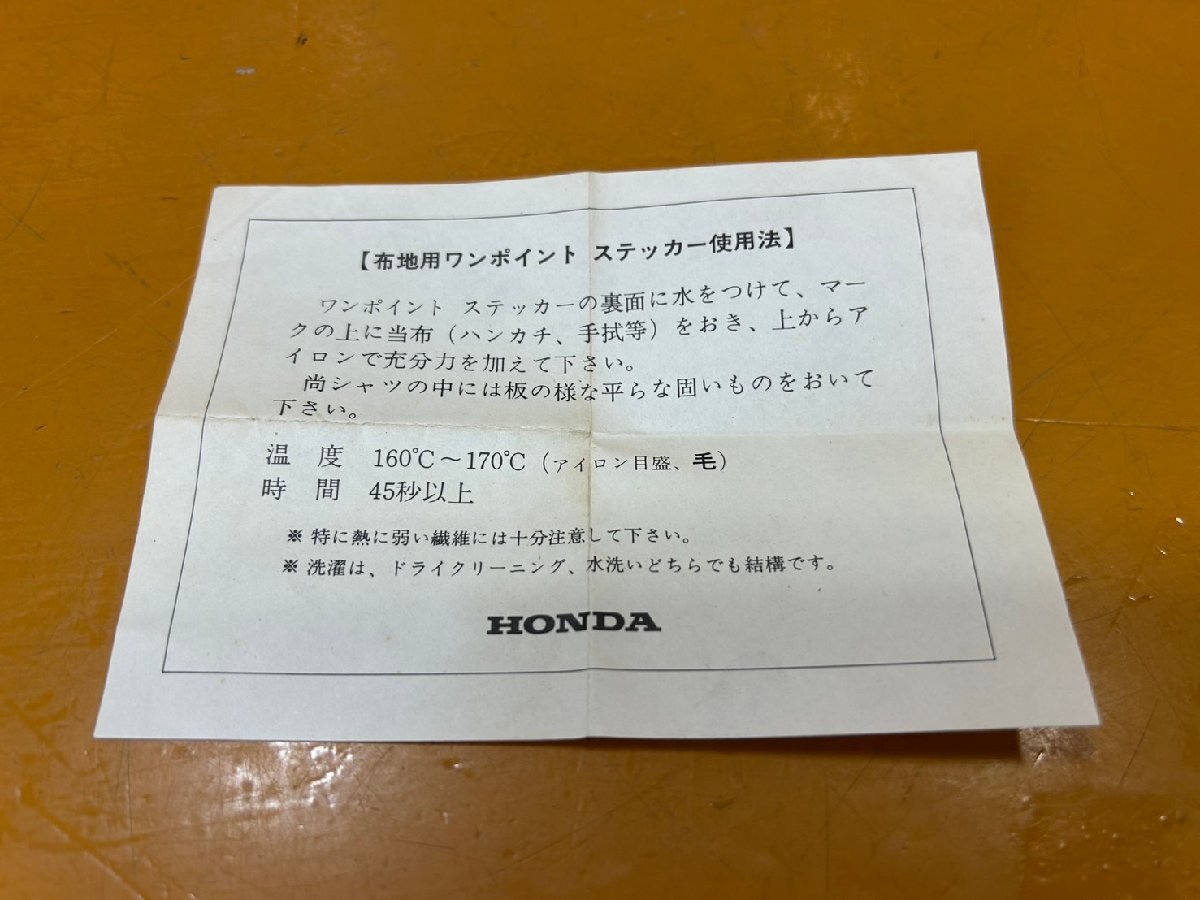 【布地用ワンポイント ステッカー使用法】
ワンポイント ステッカーの裏面に水をつけて、マー
クの上に当布（ハンカチ、手拭等）をおき、上からア
イロンで充分力を加えて下さい。
尚シャツの中には板の様な平らな固いものをおいて
下さい。
温 度 160℃～170℃（アイロン目盛、毛）
時 間 45秒以上
※ 特に熱に弱い繊維には十分注意して下さい。
※ 洗濯は、ドライクリーニング、水洗いどちらでも結構です。
HONDA